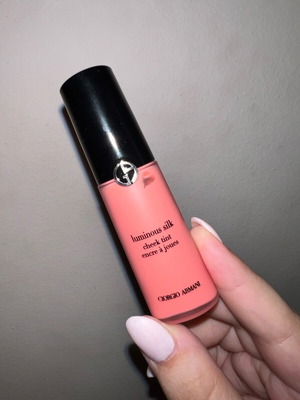 luminous silk
cheek tint
encre à joues
GIORGIO ARMANI